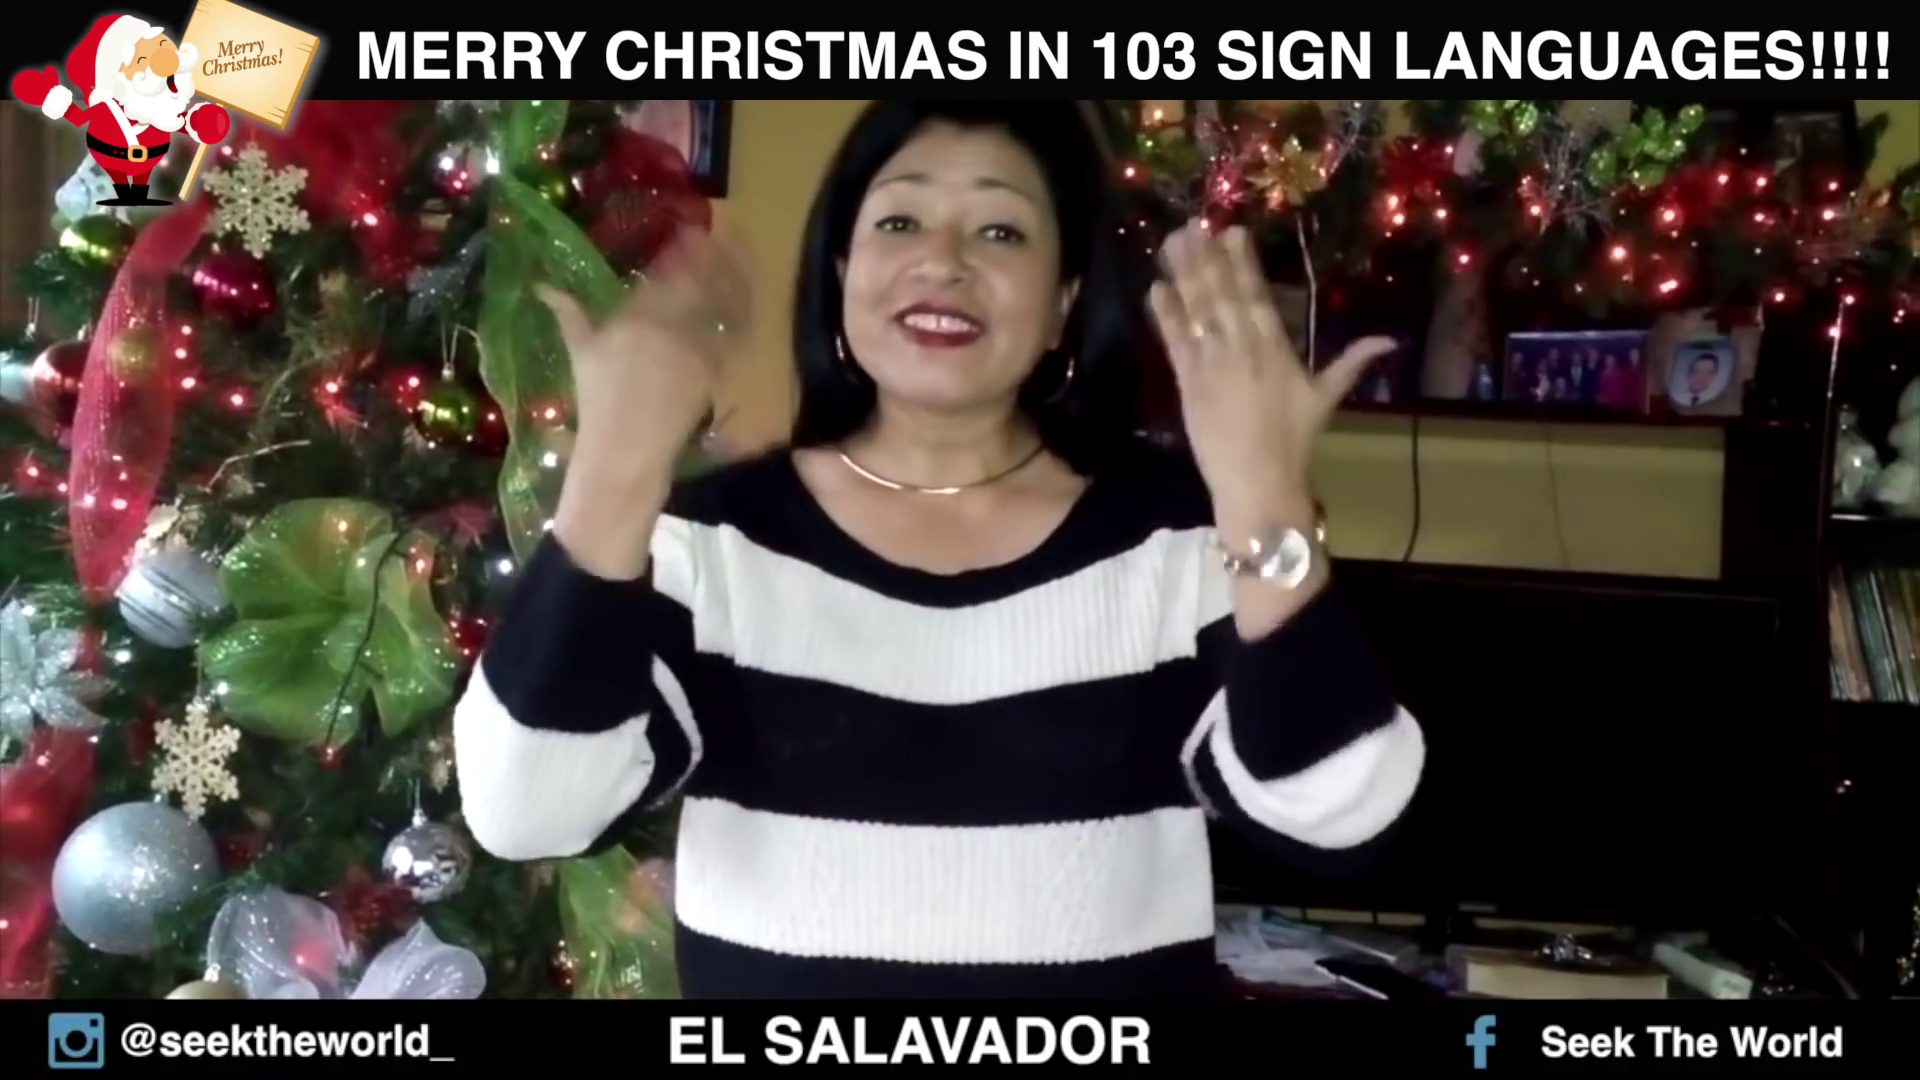 Merry
Christmas!
MERRY CHRISTMAS IN 103 SIGN LANGUAGES!!!!
@seektheworld_
EL SALAVADOR
Seek The World